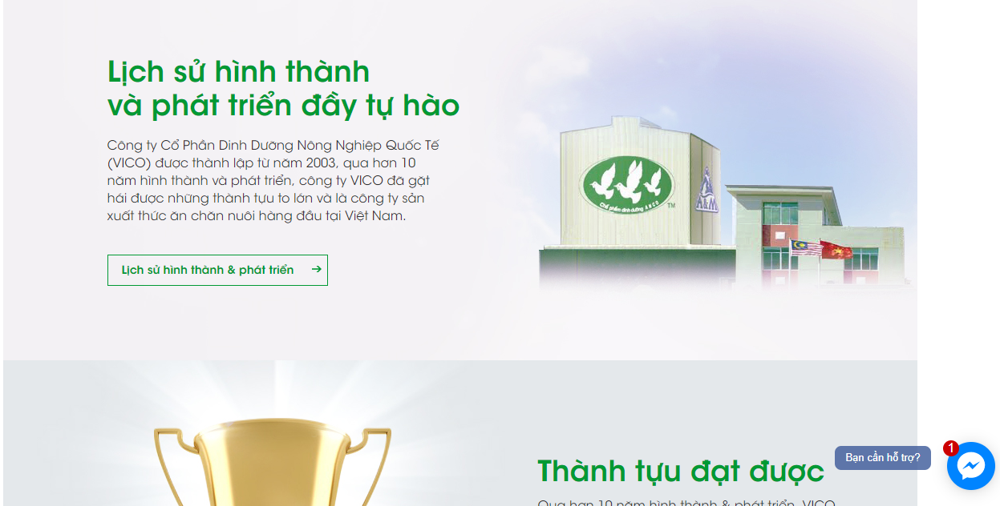 Lịch sử hình thành
và phát triển đầy tự hào
Công ty Cổ Phần Dinh Dưỡng Nông Nghiệp Quốc Tế
(VICO) được thành lập từ năm 2003, qua hơn 10
năm hình thành và phát triển, công ty VICO đã gặt
hái được những thành tựu to lớn và là công ty sản
xuất thức ăn chăn nuôi hàng đầu tại Việt Nam.
Lịch sử hình thành & phát triển →
Chế phẩm dinh dưỡng ANCO
TM
A&M
Thành tựu đạt được
Qua hơn 10 năm hình thành & phát triển, VICO
Bạn cần hỗ trợ?
1